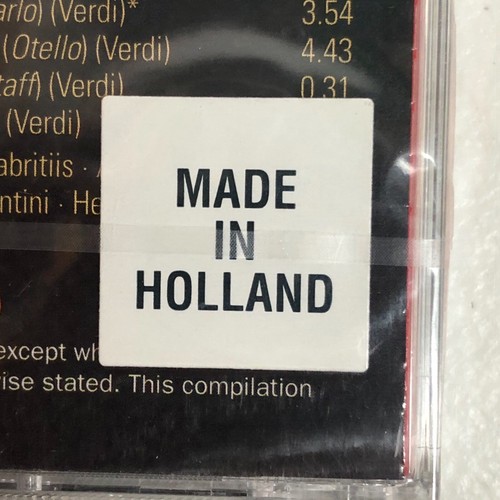 arlo) (Verdi)* 3.54
(Otello) (Verdi) 4.43
taff) (Verdi) 0.31
(Verdi)
abritiis ·
ntini · He
MADE
IN
HOLLAND
except wh
ise stated. This compilation